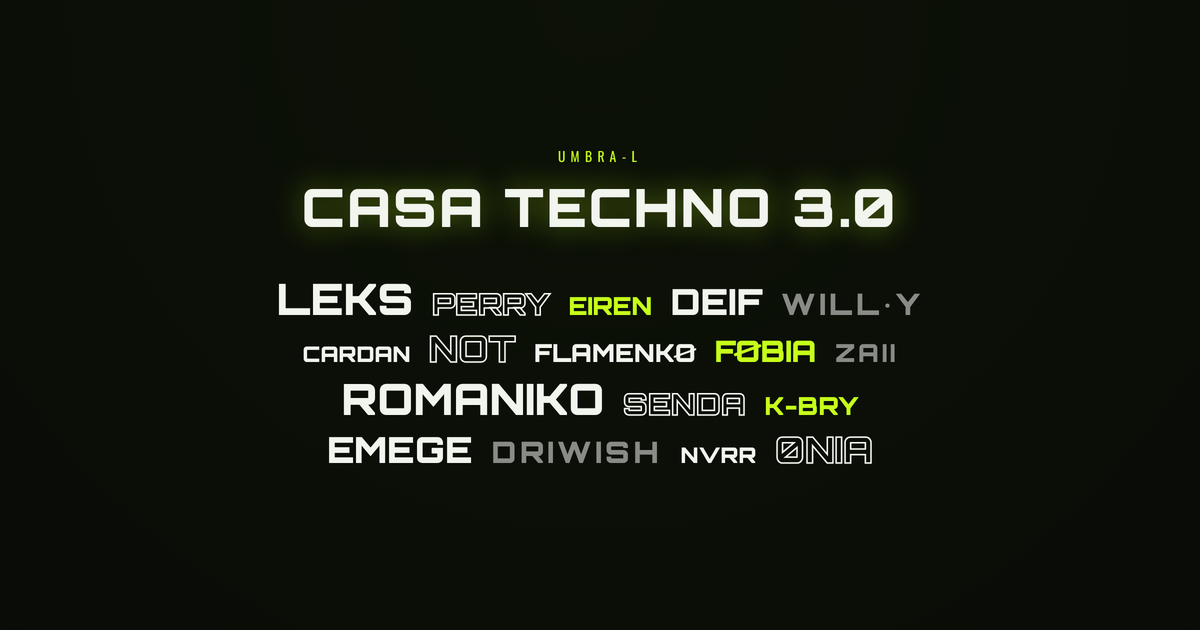 UMBRA-L
CASA TECHNO 3.0
LEKS PERRY EIREN DEIF WILL·Y
CARDAN NOT FLAMENKØ FØBIA ZAII
ROMANIKO SENDA K-BRY
EMEGE DRIWISH NVRR ØNIA